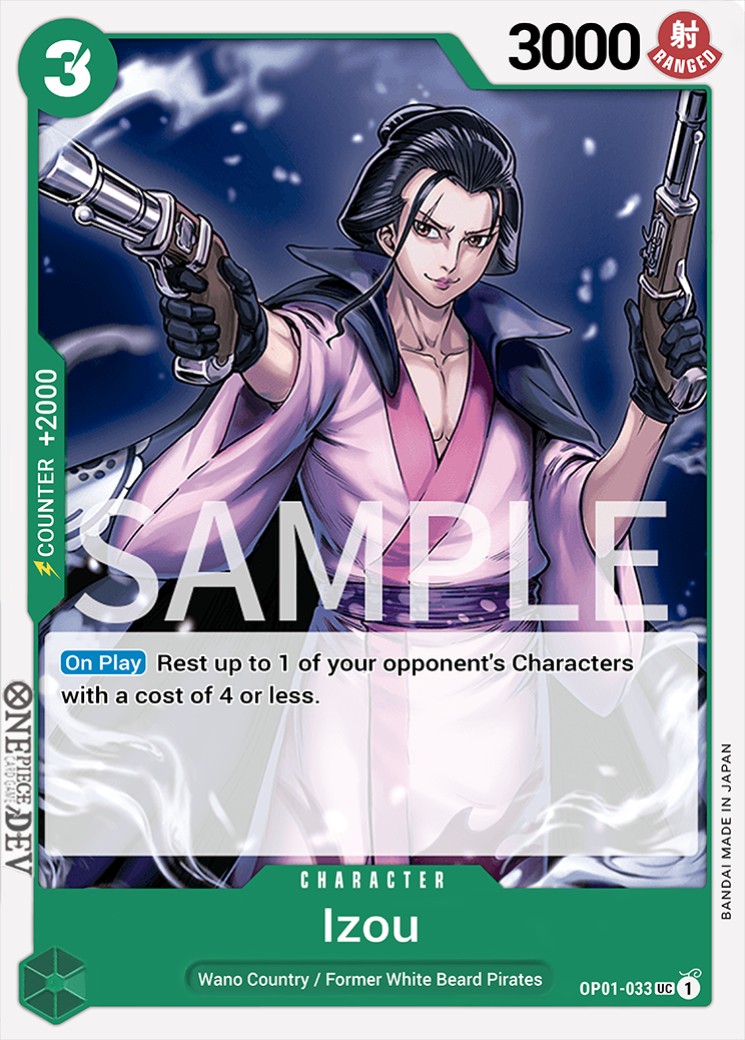 3
3000
射
RANGED
COUNTER +2000
SAMPLE
On Play Rest up to 1 of your opponent's Characters
with a cost of 4 or less.
ONE PIECE
CARD GAME
DEV
BANDAI MADE IN JAPAN
CHARACTER
Izou
Wano Country / Former White Beard Pirates
OP01-033 UC 1